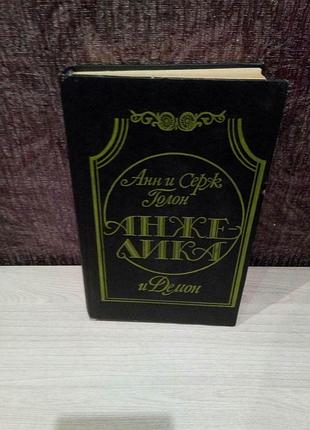 Анн и Серж
Голон
АНЖЕ-
ЛИКА
и Демон